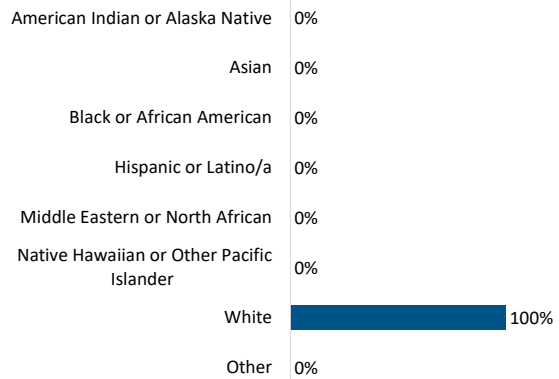 American Indian or Alaska Native 0%
Asian 0%
Black or African American 0%
Hispanic or Latino/a 0%
Middle Eastern or North African 0%
Native Hawaiian or Other Pacific
Islander 0%
White 100%
Other 0%